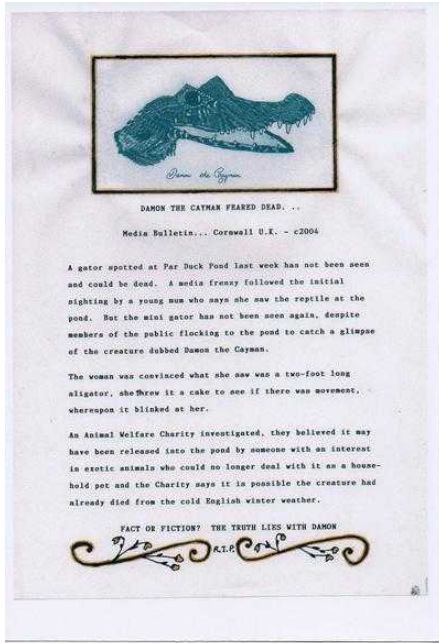 the Cayman
DAMON THE CAYMAN FEARED DEAD. ..
Media Bulletin... Cornwall U.K. - c2004
A gator spotted at Par Duck Pond last week has not been seen
and could be dead. A media frenzy followed the initial
sighting by a young mum who says she saw the reptile at the
pond. But the mini gator has not been seen again, despite
members of the public flocking to the pond to catch a glimpse
of the creature dubbed Damon the Cayman.
The woman was convinced what she saw was a two-foot long
aligator, she threw it a cake to see if there was movement,
whereupon it blinked at her.
An Animal Welfare Charity investigated, they believed it may
have been released into the pond by someone with an interest
in exotic animals who could no longer deal with it as a house-
hold pet and the Charity says it is possible the creature had
already died from the cold English winter weather.
FACT OR FICTION? THE TRUTH LIES WITH DAMON
R.I.P.